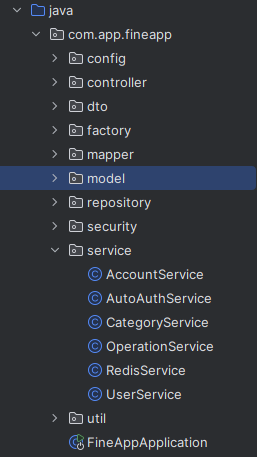 java
com.app.fineapp
config
controller
dto
factory
mapper
model
repository
security
service
AccountService
AutoAuthService
CategoryService
OperationService
RedisService
UserService
util
FineAppApplication